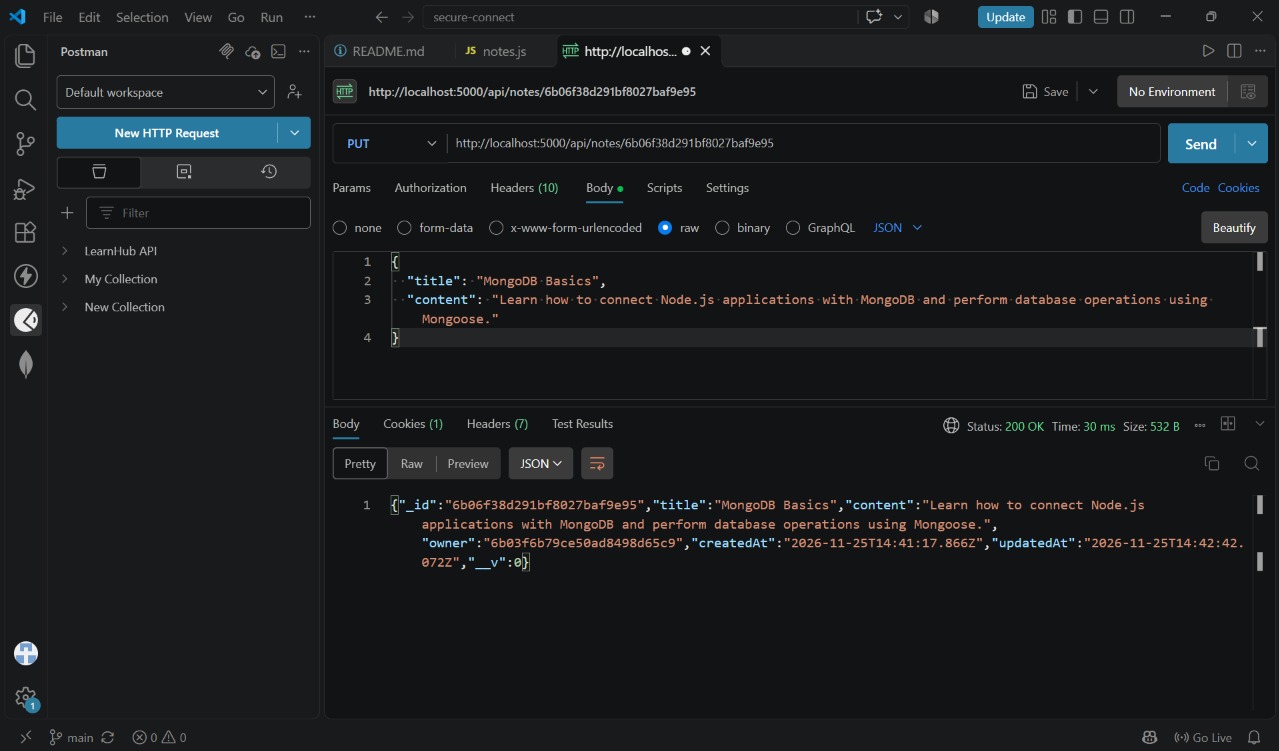 File Edit Selection View Go Run ··· secure-connect Update
Postman
README.md
JS notes.js
HTTP http://localhos...
Default workspace
HTTP http://localhost:5000/api/notes/6b06f38d291bf8027baf9e95 Save No Environment
New HTTP Request
PUT http://localhost:5000/api/notes/6b06f38d291bf8027baf9e95 Send
Params Authorization Headers (10) Body Scripts Settings Code Cookies
Filter
none form-data x-www-form-urlencoded raw binary GraphQL JSON Beautify
LearnHub API
My Collection
New Collection
1 {
2 "title": "MongoDB Basics",
3 "content": "Learn how to connect Node.js applications with MongoDB and perform database operations using
Mongoose."
4 }
Body Cookies (1) Headers (7) Test Results Status: 200 OK Time: 30 ms Size: 532 B
Pretty Raw Preview JSON
1 {"_id":"6b06f38d291bf8027baf9e95","title":"MongoDB Basics","content":"Learn how to connect Node.js
applications with MongoDB and perform database operations using Mongoose.",
"owner":"6b03f6b79ce50ad8498d65c9","createdAt":"2026-11-25T14:41:17.866Z","updatedAt":"2026-11-25T14:42:42.
072Z","__v":0}
1
main 0 0 Go Live